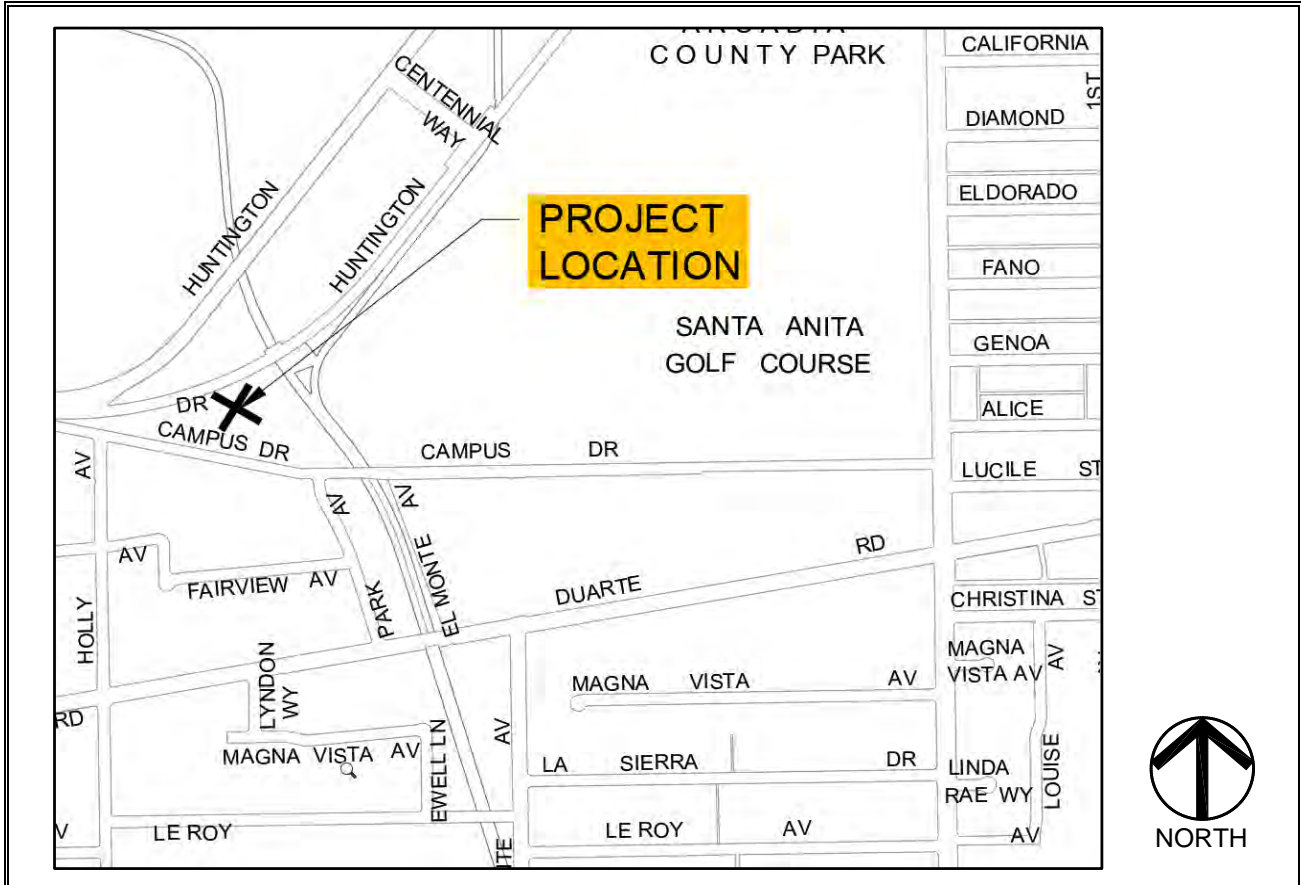 ARCADIA
COUNTY PARK
CALIFORNIA
1ST
CENTENNIAL
WAY
DIAMOND
HUNTINGTON
HUNTINGTON
PROJECT
LOCATION
ELDORADO
FANO
SANTA ANITA
GOLF COURSE
GENOA
DR
ALICE
CAMPUS DR
CAMPUS DR
LUCILE ST
AV
AV
AV
AV
RD
FAIRVIEW AV
HOLLY
PARK
EL MONTE
DUARTE
CHRISTINA ST
LYNDON
WY
MAGNA VISTA AV
MAGNA
VISTA AV
AV
RD
AV
MAGNA VISTA AV
EWELL LN
LA SIERRA DR
LINDA
RAE WY
LOUISE
LE ROY
LE ROY AV
AV
NORTH